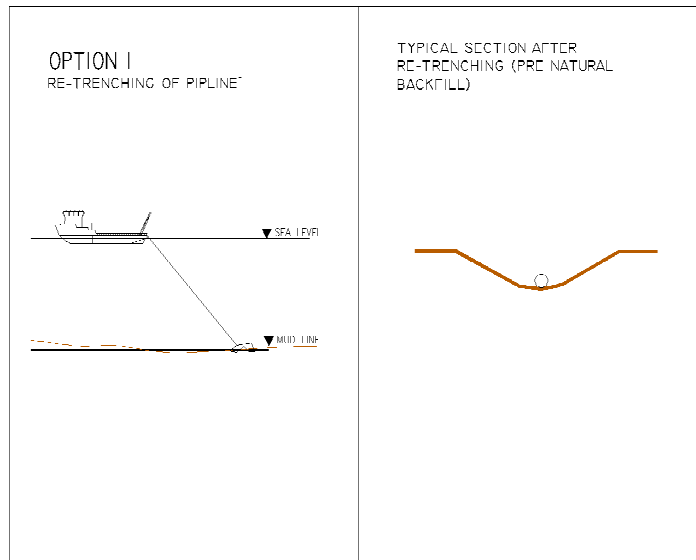 OPTION I
RE-TRENCHING OF PIPLINE
TYPICAL SECTION AFTER
RE-TRENCHING (PRE NATURAL
BACKFILL)
SEA LEVEL
MUD LINE